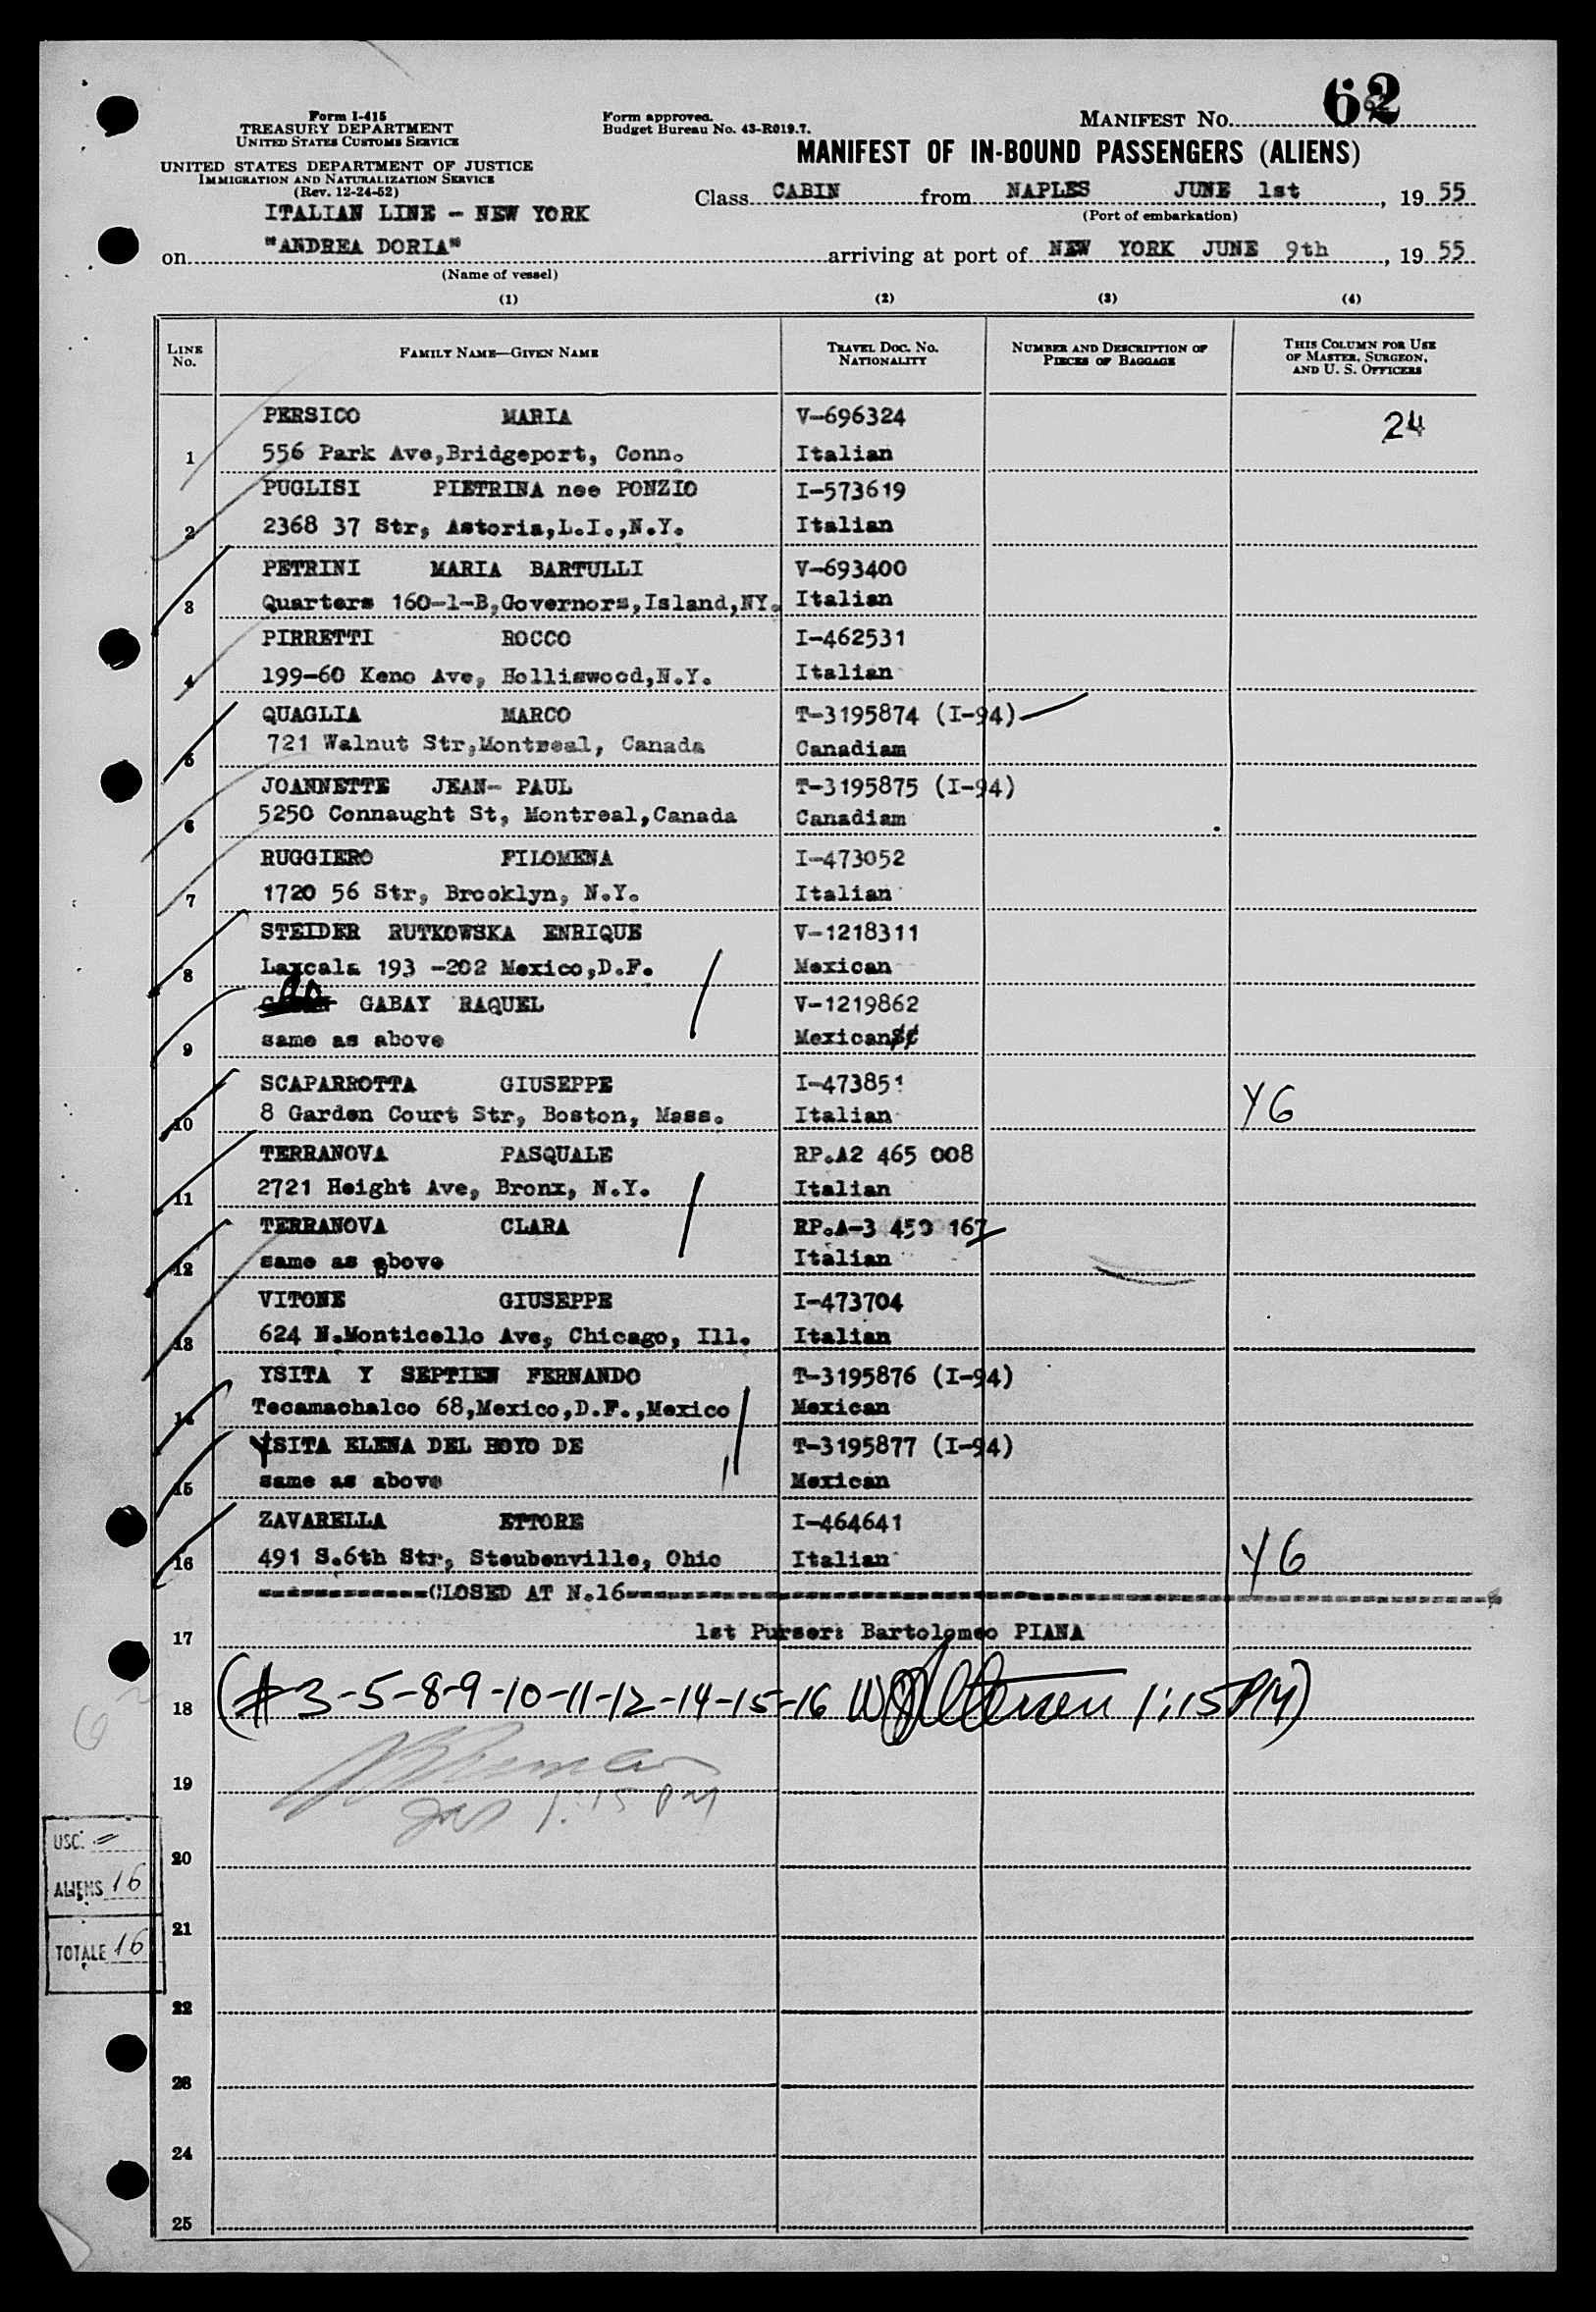 62
Form I-415
TREASURY DEPARTMENT
UNITED STATES CUSTOMS SERVICE
Form approved.
Budget Bureau No. 43-R019.7.
MANIFEST NO. 62
UNITED STATES DEPARTMENT OF JUSTICE
IMMIGRATION AND NATURALIZATION SERVICE
(Rev. 12-24-52)
MANIFEST OF IN-BOUND PASSENGERS (ALIENS)
ITALIAN LINE - NEW YORK
Class CABIN from NAPLES JUNE 1st, 19 55
(Port of embarkation)
on "ANDREA DORIA" arriving at port of NEW YORK JUNE 9th, 19 55
(Name of vessel)
(1) (2) (3) (4)
LINE NO. FAMILY NAME—GIVEN NAME TRAVEL DOC. NO. NATIONALITY NUMBER AND DESCRIPTION OF PIECES OF BAGGAGE THIS COLUMN FOR USE OF MASTER, SURGEON, AND U. S. OFFICERS
PERSICO MARIA V-696324 24
1 556 Park Ave,Bridgeport, Conn. Italian
PUGLISI PIETRINA nee PONZIO I-573619
2 2368 37 Str, Astoria,L.I.,N.Y. Italian
PETRINI MARIA BARTULLI V-693400
3 Quarters 160-1-B,Governors,Island,NY. Italian
PIRRETTI ROCCO I-462531
4 199-60 Keno Ave, Holliswood,N.Y. Italian
QUAGLIA MARCO T-3195874 (I-94)
5 721 Walnut Str,Montreal, Canada Canadiam
JOANNETTE JEAN- PAUL T-3195875 (I-94)
6 5250 Connaught St, Montreal,Canada Canadiam
RUGGIERO FILOMENA I-473052
7 1720 56 Str, Brooklyn, N.Y. Italian
STEIDER RUTKOWSKA ENRIQUE V-1218311
8 Laxcala 193 -202 Mexico,D.F. Mexican
GABAY RAQUEL V-1219862
9 same as above Mexican
SCAPARROTTA GIUSEPPE I-473851
10 8 Garden Court Str, Boston, Mass. Italian Y6
TERRANOVA PASQUALE RP.A2 465 008
11 2721 Height Ave, Bronx, N.Y. Italian
TERRANOVA CLARA RP.A-3 450 167
12 same as above Italian
VITONE GIUSEPPE I-473704
13 624 N.Monticello Ave, Chicago, Ill. Italian
YSITA Y SEPTIEN FERNANDO T-3195876 (I-94)
14 Tecamachalco 68,Mexico,D.F.,Mexico Mexican
YSITA ELENA DEL HOYO DE T-3195877 (I-94)
15 same as above Mexican
ZAVARELLA ETTORE I-464641
16 491 S.6th Str, Steubenville, Ohio Italian Y6
------------CLOSED AT N.16------------
17 1st Purser: Bartolomeo PIANA
18 (# 3-5-8-9-10-11-12-14-15-16 1:15 PM)
19
1:15 PM
USC. =
20
ALIENS 16
21
TOTALE 16
22
23
24
25